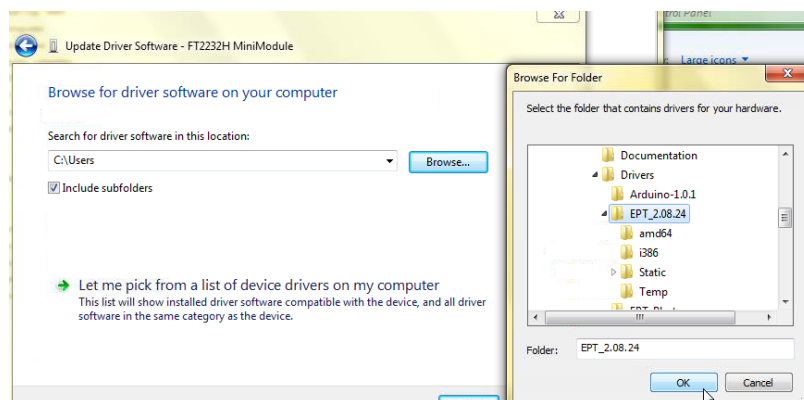 trol Panel
Update Driver Software - FT2232H MiniModule
Large icons
Browse For Folder
Browse for driver software on your computer
Select the folder that contains drivers for your hardware.
Search for driver software in this location:
C:\Users
Browse...
Include subfolders
Documentation
Drivers
Arduino-1.0.1
EPT_2.08.24
amd64
i386
Static
Temp
Let me pick from a list of device drivers on my computer
This list will show installed driver software compatible with the device, and all driver
software in the same category as the device.
Folder:
EPT_2.08.24
OK
Cancel